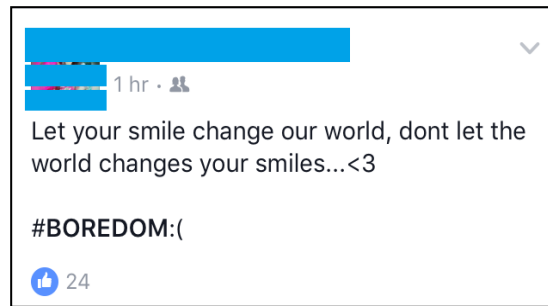 1 hr ·
Let your smile change our world, dont let the
world changes your smiles...<3
#BOREDOM:(
24